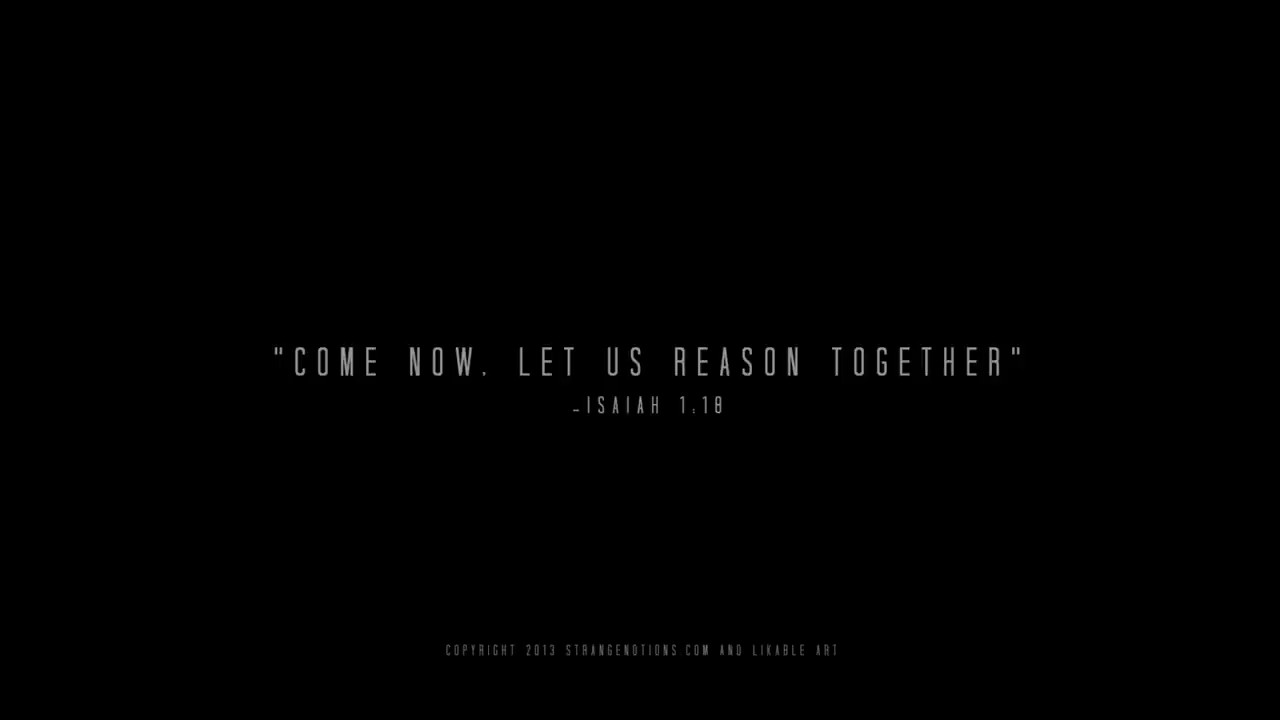 "COME NOW, LET US REASON TOGETHER"
-ISAIAH 1:18
COPYRIGHT 2013 STRANGENOTIONS.COM AND LIKABLE ART